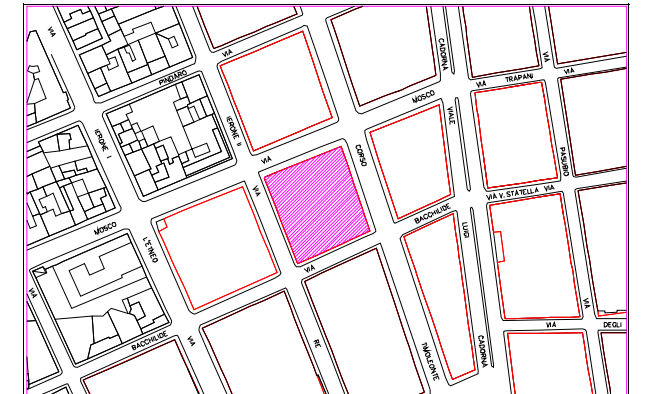 VIA
VIA
CADORNA
VIA
PINDARO
VIA
TRAPANI
VIA
MOSCO
VIALE
IERONE I
IERONE II
VIA
CORSO
PASUBIO
VIA
VIA V. STATELLA VIA
MOSCO
BACCHILIDE
LUIGI
L'ETNEO
VIA
VIA
VIA
VIA
DEGLI
BACCHILIDE
VIA
RE
TIMOLEONTE
CADORNA